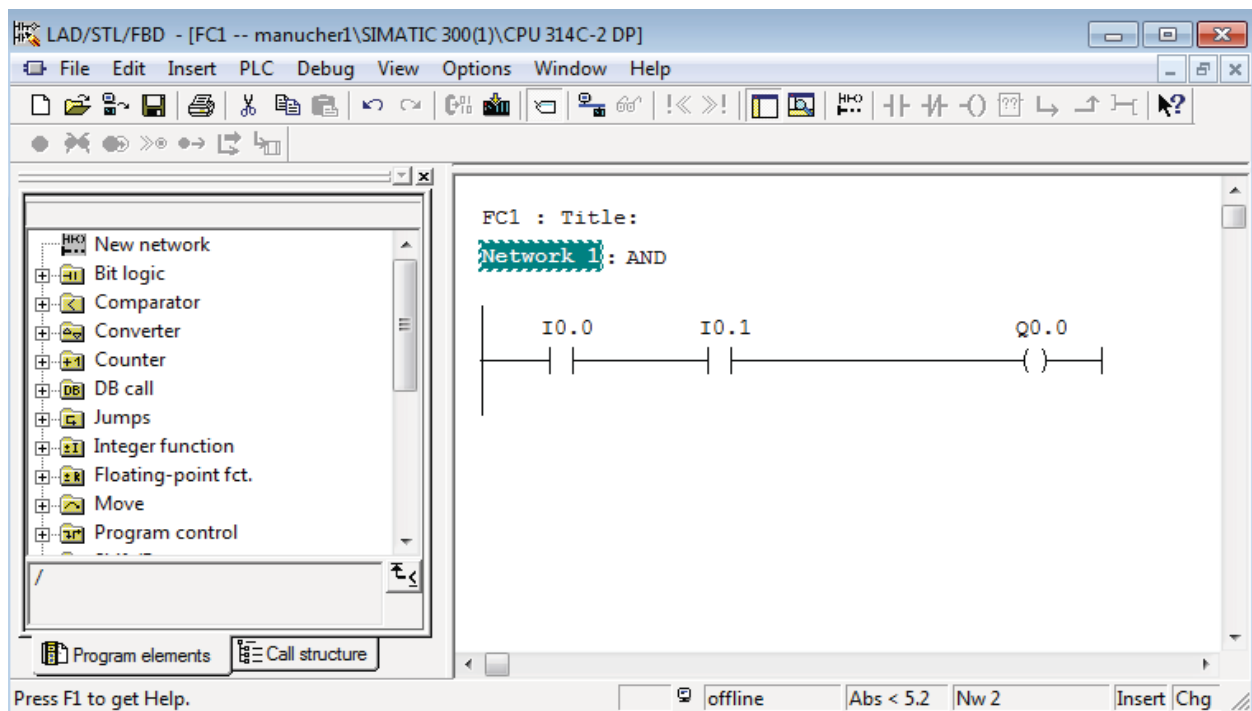 LAD/STL/FBD - [FC1 -- manucher1\SIMATIC 300(1)\CPU 314C-2 DP]
File Edit Insert PLC Debug View Options Window Help
New network
Bit logic
Comparator
Converter
Counter
DB call
Jumps
Integer function
Floating-point fct.
Move
Program control
/
Program elements Call structure
FC1 : Title:
Network 1: AND
I0.0 I0.1 Q0.0
Press F1 to get Help. offline Abs < 5.2 Nw 2 Insert Chg